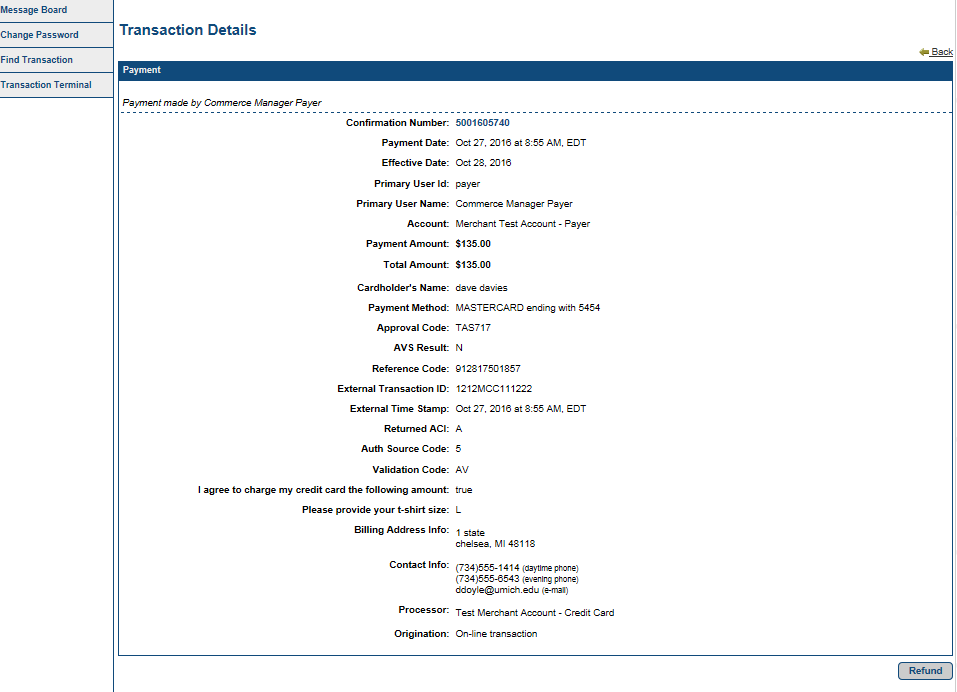 Message Board
Change Password
Find Transaction
Transaction Terminal
Transaction Details
Back
Payment
Payment made by Commerce Manager Payer
Confirmation Number: 5001605740
Payment Date: Oct 27, 2016 at 8:55 AM, EDT
Effective Date: Oct 28, 2016
Primary User Id: payer
Primary User Name: Commerce Manager Payer
Account: Merchant Test Account - Payer
Payment Amount: $135.00
Total Amount: $135.00
Cardholder's Name: dave davies
Payment Method: MASTERCARD ending with 5454
Approval Code: TAS717
AVS Result: N
Reference Code: 912817501857
External Transaction ID: 1212MCC111222
External Time Stamp: Oct 27, 2016 at 8:55 AM, EDT
Returned ACI: A
Auth Source Code: 5
Validation Code: AV
I agree to charge my credit card the following amount: true
Please provide your t-shirt size: L
Billing Address Info: 1 state
chelsea, MI 48118
Contact Info: (734)555-1414 (daytime phone)
(734)555-6543 (evening phone)
ddoyle@umich.edu (e-mail)
Processor: Test Merchant Account - Credit Card
Origination: On-line transaction
Refund